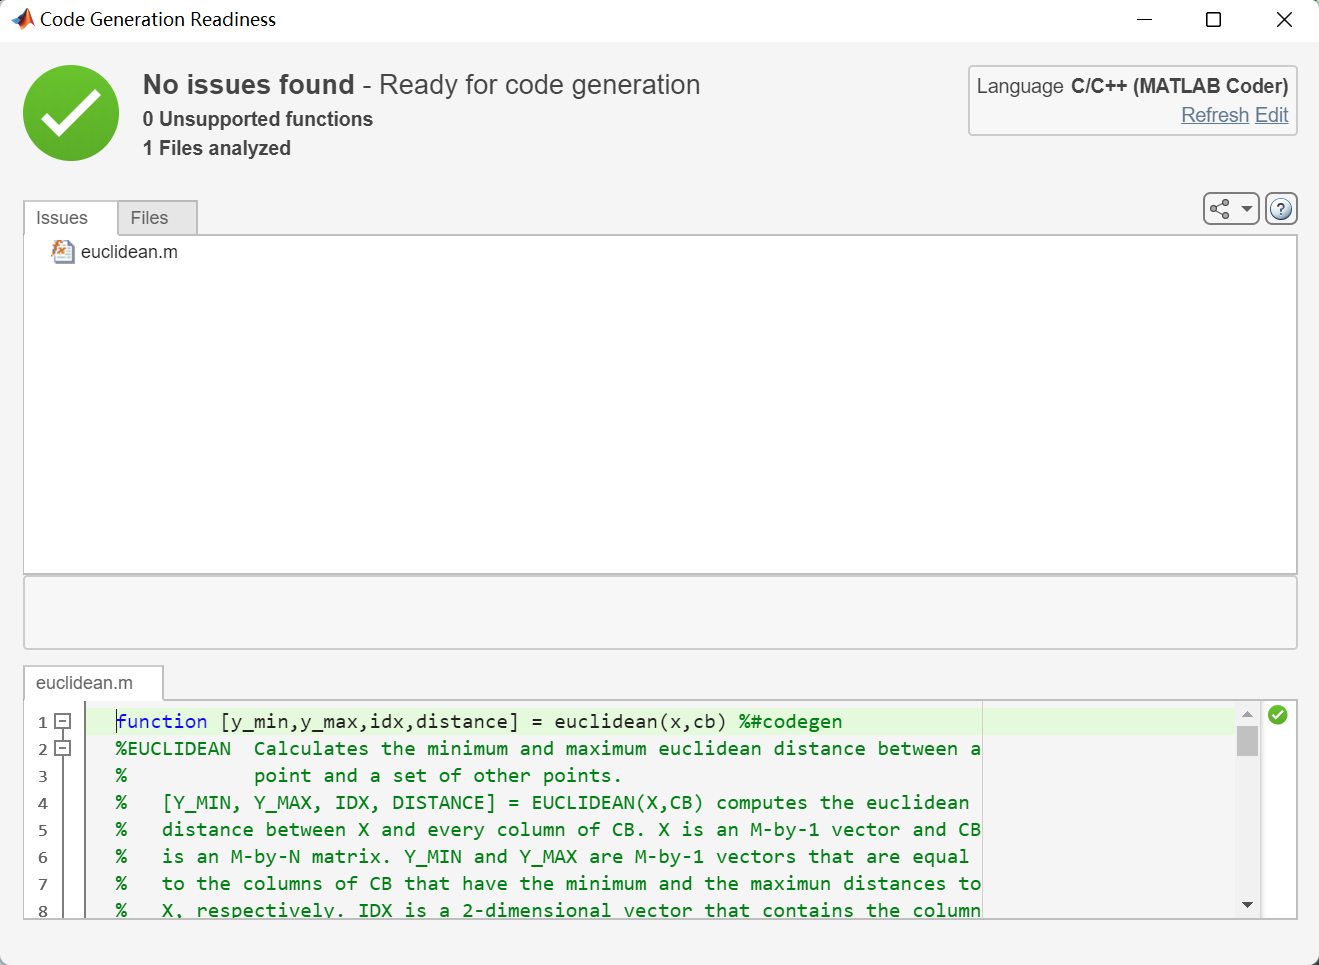 Code Generation Readiness
No issues found - Ready for code generation
0 Unsupported functions
1 Files analyzed
Language C/C++ (MATLAB Coder)
Refresh Edit
Issues Files
?
fx euclidean.m
euclidean.m
1 function [y_min,y_max,idx,distance] = euclidean(x,cb) %#codegen
2 %EUCLIDEAN  Calculates the minimum and maximum euclidean distance between a
3 %           point and a set of other points.
4 %   [Y_MIN, Y_MAX, IDX, DISTANCE] = EUCLIDEAN(X,CB) computes the euclidean
5 %   distance between X and every column of CB. X is an M-by-1 vector and CB
6 %   is an M-by-N matrix. Y_MIN and Y_MAX are M-by-1 vectors that are equal
7 %   to the columns of CB that have the minimum and the maximun distances to
8 %   X, respectively. IDX is a 2-dimensional vector that contains the column